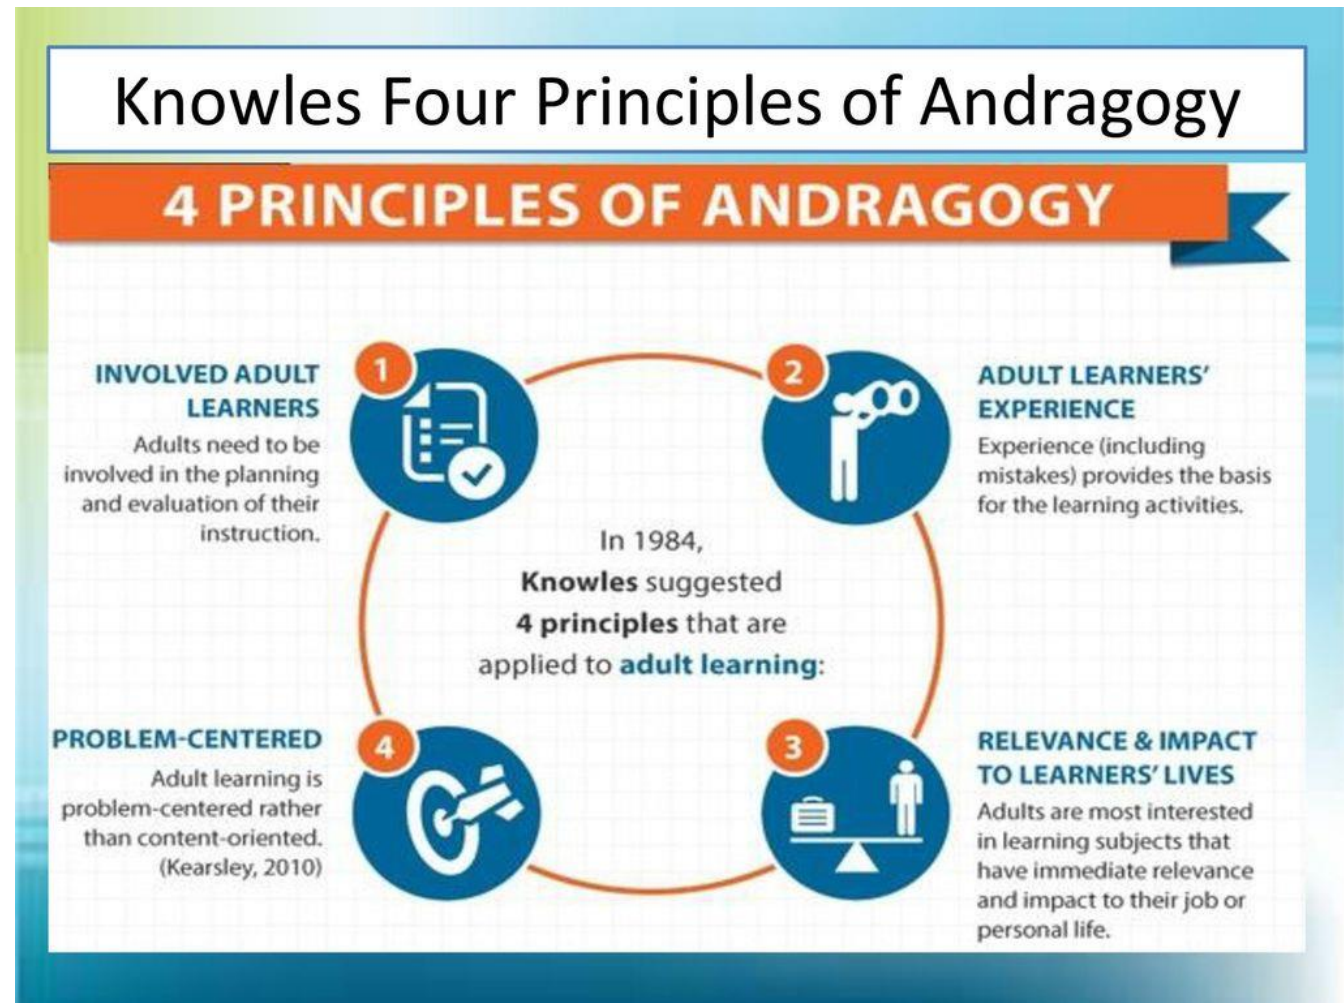 Knowles Four Principles of Andragogy
4 PRINCIPLES OF ANDRAGOGY
1
INVOLVED ADULT
LEARNERS
Adults need to be
involved in the planning
and evaluation of their
instruction.
2
ADULT LEARNERS'
EXPERIENCE
Experience (including
mistakes) provides the basis
for the learning activities.
In 1984,
Knowles suggested
4 principles that are
applied to adult learning:
3
RELEVANCE & IMPACT
TO LEARNERS' LIVES
Adults are most interested
in learning subjects that
have immediate relevance
and impact to their job or
personal life.
4
PROBLEM-CENTERED
Adult learning is
problem-centered rather
than content-oriented.
(Kearsley, 2010)